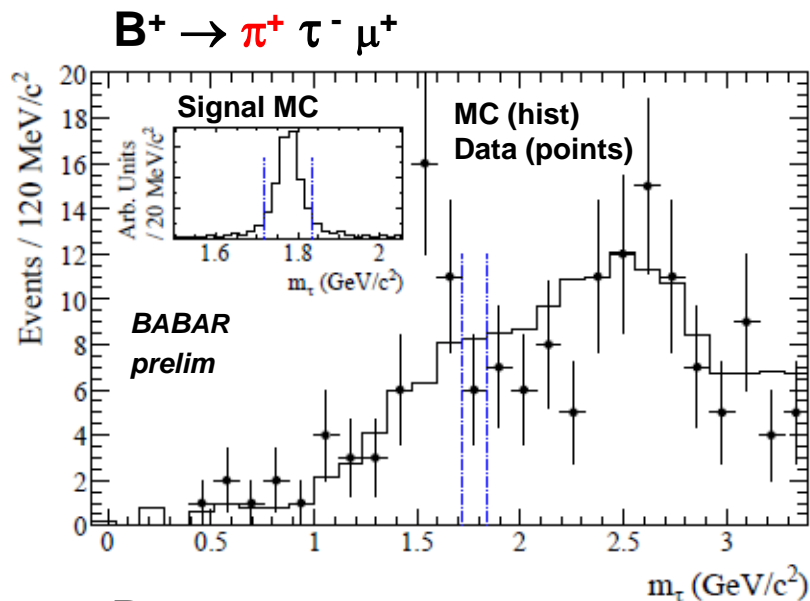 B⁺ → π⁺ τ⁻ μ⁺
Events / 120 MeV/c²
20
18
16
14
12
10
8
6
4
2
0
Signal MC
Arb. Units
/ 20 MeV/c²
1.6
1.8
2
m_τ (GeV/c²)
MC (hist)
Data (points)
BABAR
prelim
0
0.5
1
1.5
2
2.5
3
m_τ (GeV/c²)